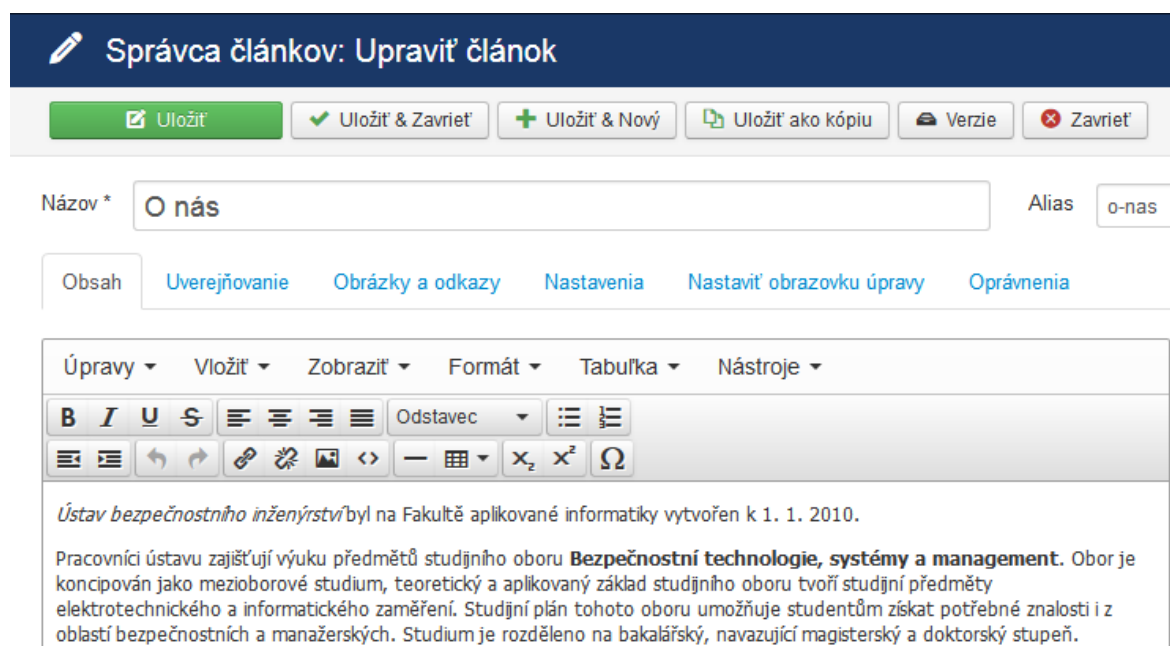 Správca článkov: Upraviť článok
Uložiť Uložiť & Zavrieť Uložiť & Nový Uložiť ako kópiu Verzie Zavrieť
Názov * O nás Alias o-nas
Obsah Uverejňovanie Obrázky a odkazy Nastavenia Nastaviť obrazovku úpravy Oprávnenia
Úpravy Vložiť Zobraziť Formát Tabuľka Nástroje
B I U S Odstavec
X₂ X² Ω
Ústav bezpečnostního inženýrství byl na Fakultě aplikované informatiky vytvořen k 1. 1. 2010.
Pracovníci ústavu zajišťují výuku předmětů studijního oboru Bezpečnostní technologie, systémy a management. Obor je
koncipován jako mezioborové studium, teoretický a aplikovaný základ studijního oboru tvoří studijní předměty
elektrotechnického a informatického zaměření. Studijní plán tohoto oboru umožňuje studentům získat potřebné znalosti i z
oblastí bezpečnostních a manažerských. Studium je rozděleno na bakalářský, navazující magisterský a doktorský stupeň.